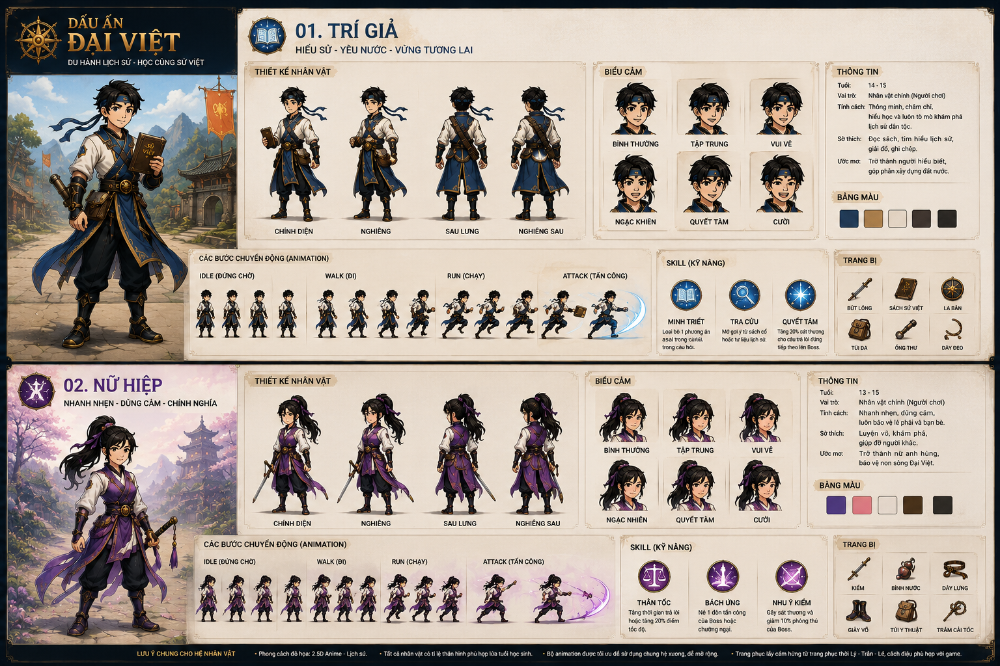 DẤU ẤN
ĐẠI VIỆT
DU HÀNH LỊCH SỬ - HỌC CÙNG SỬ VIỆT
SỬ
VIỆT
01. TRÍ GIẢ
HIẾU SỬ - YÊU NƯỚC - VỮNG TƯƠNG LAI
THIẾT KẾ NHÂN VẬT
CHÍNH DIỆN
NGHIÊNG
SAU LƯNG
NGHIÊNG SAU
BIỂU CẢM
BÌNH THƯỜNG
TẬP TRUNG
VUI VẺ
NGẠC KHIÊN
QUYẾT TÂM
CƯỜI
THÔNG TIN
Tuổi: 14 - 15
Vai trò: Nhân vật chính (Người chơi)
Tính cách: Thông minh, chăm chỉ,
hiếu học và luôn tò mò khám phá
lịch sử dân tộc.
Sở thích: Đọc sách, tìm hiểu lịch sử,
giải đố, ghi chép.
Ước mơ: Trở thành người hiểu biết,
góp phần xây dựng đất nước.
BẢNG MÀU
CÁC BƯỚC CHUYỂN ĐỘNG (ANIMATION)
IDLE (ĐỨNG CHỜ)
WALK (ĐI)
RUN (CHẠY)
ATTACK (TẤN CÔNG)
SKILL (KỸ NĂNG)
MINH TRIẾT
Loại bỏ 1 phương án
trong câu hỏi.
TRA CỨU
Mở gợi ý từ sách cổ
hoặc tư liệu lịch sử.
QUYẾT TÂM
Tăng 20% sát thương
cho câu trả lời đúng
tiếp theo lên Boss.
TRANG BỊ
BÚT LÔNG
SÁCH SỬ VIỆT
LA BÀN
TÚI DA
ỐNG THƯ
DÂY ĐEO
02. NỮ HIỆP
NHANH NHẸN - DŨNG CẢM - CHÍNH NGHĨA
THIẾT KẾ NHÂN VẬT
CHÍNH DIỆN
NGHIÊNG
SAU LƯNG
NGHIÊNG SAU
BIỂU CẢM
BÌNH THƯỜNG
TẬP TRUNG
VUI VẺ
NGẠC NHIÊN
QUYẾT TÂM
CƯỜI
THÔNG TIN
Tuổi: 13 - 15
Vai trò: Nhân vật chính (Người chơi)
Tính cách: Nhanh nhẹn, dũng cảm,
luôn bảo vệ lẽ phải và bạn bè.
Sở thích: Luyện võ, khám phá,
giúp đỡ người khác.
Ước mơ: Trở thành nữ anh hùng,
bảo vệ non sông Đại Việt.
BẢNG MÀU
CÁC BƯỚC CHUYỂN ĐỘNG (ANIMATION)
IDLE (ĐỨNG CHỜ)
WALK (ĐI)
RUN (CHẠY)
ATTACK (TẤN CÔNG)
SKILL (KỸ NĂNG)
THẦN TỐC
Tăng thời gian trả lời
hoặc tăng 20% điểm
tốc độ.
BÁCH ỨNG
Né 1 đòn tấn công
của Boss hoặc
chướng ngại.
NHU Ý KIẾM
Gây sát thương và
giảm 10% phòng thủ
của Boss.
TRANG BỊ
KIẾM
BÌNH NƯỚC
DÂY LƯNG
GIÀY VÕ
TÚI Y THUẬT
TRÂM CÀI TÓC
LƯU Ý CHUNG CHO HỆ NHÂN VẬT
• Phong cách đồ họa: 2.5D Anime - Lịch sử.
• Tất cả nhân vật có tỉ lệ thân hình phù hợp lứa tuổi học sinh.
• Bộ animation được tối ưu để sử dụng chung hệ xương, dễ mở rộng.
• Trang phục lấy cảm hứng từ trang phục thời Lý - Trần - Lê, cách điệu phù hợp với game.